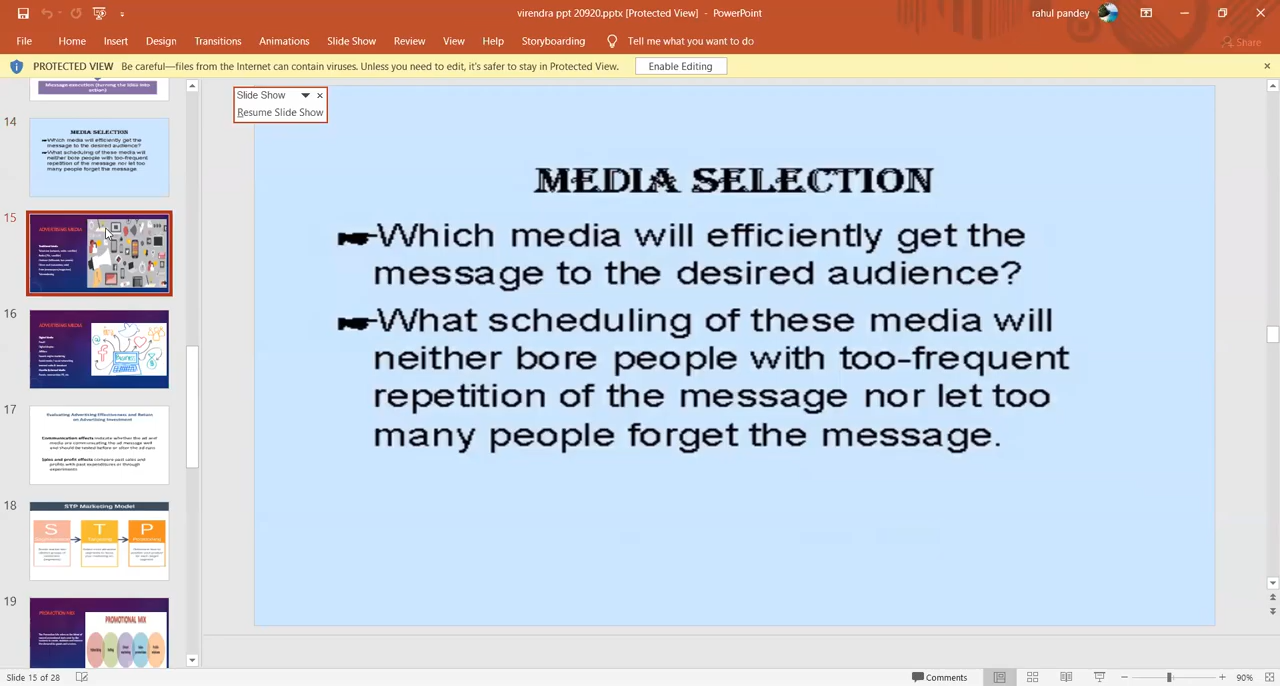 virendra ppt 20920.pptx [Protected View] - PowerPoint
rahul pandey
File Home Insert Design Transitions Animations Slide Show Review View Help Storyboarding Tell me what you want to do Share
PROTECTED VIEW Be careful—files from the Internet can contain viruses. Unless you need to edit, it's safer to stay in Protected View. Enable Editing
Slide Show
Resume Slide Show
Message execution (turning the idea into action)
14
MEDIA SELECTION
Which media will efficiently get the
message to the desired audience?
What scheduling of these media will
neither bore people with too-frequent
repetition of the message nor let too
many people forget the message.
15
ADVERTISING MEDIA
16
ADVERTISING MEDIA
17
Evaluating Advertising Effectiveness and Return
on Advertising Investment
Communication effects indicate whether the ad and
media are communicating the ad message well
and should be tested before or after the ad runs
Sales and profit effects compare past sales and
profits with past expenditures or through
experiments
18
STP Marketing Model
S T P
19
PROMOTION MIX
PROMOTIONAL MIX
MEDIA SELECTION
Which media will efficiently get the
message to the desired audience?
What scheduling of these media will
neither bore people with too-frequent
repetition of the message nor let too
many people forget the message.
Slide 15 of 28
Comments
90%